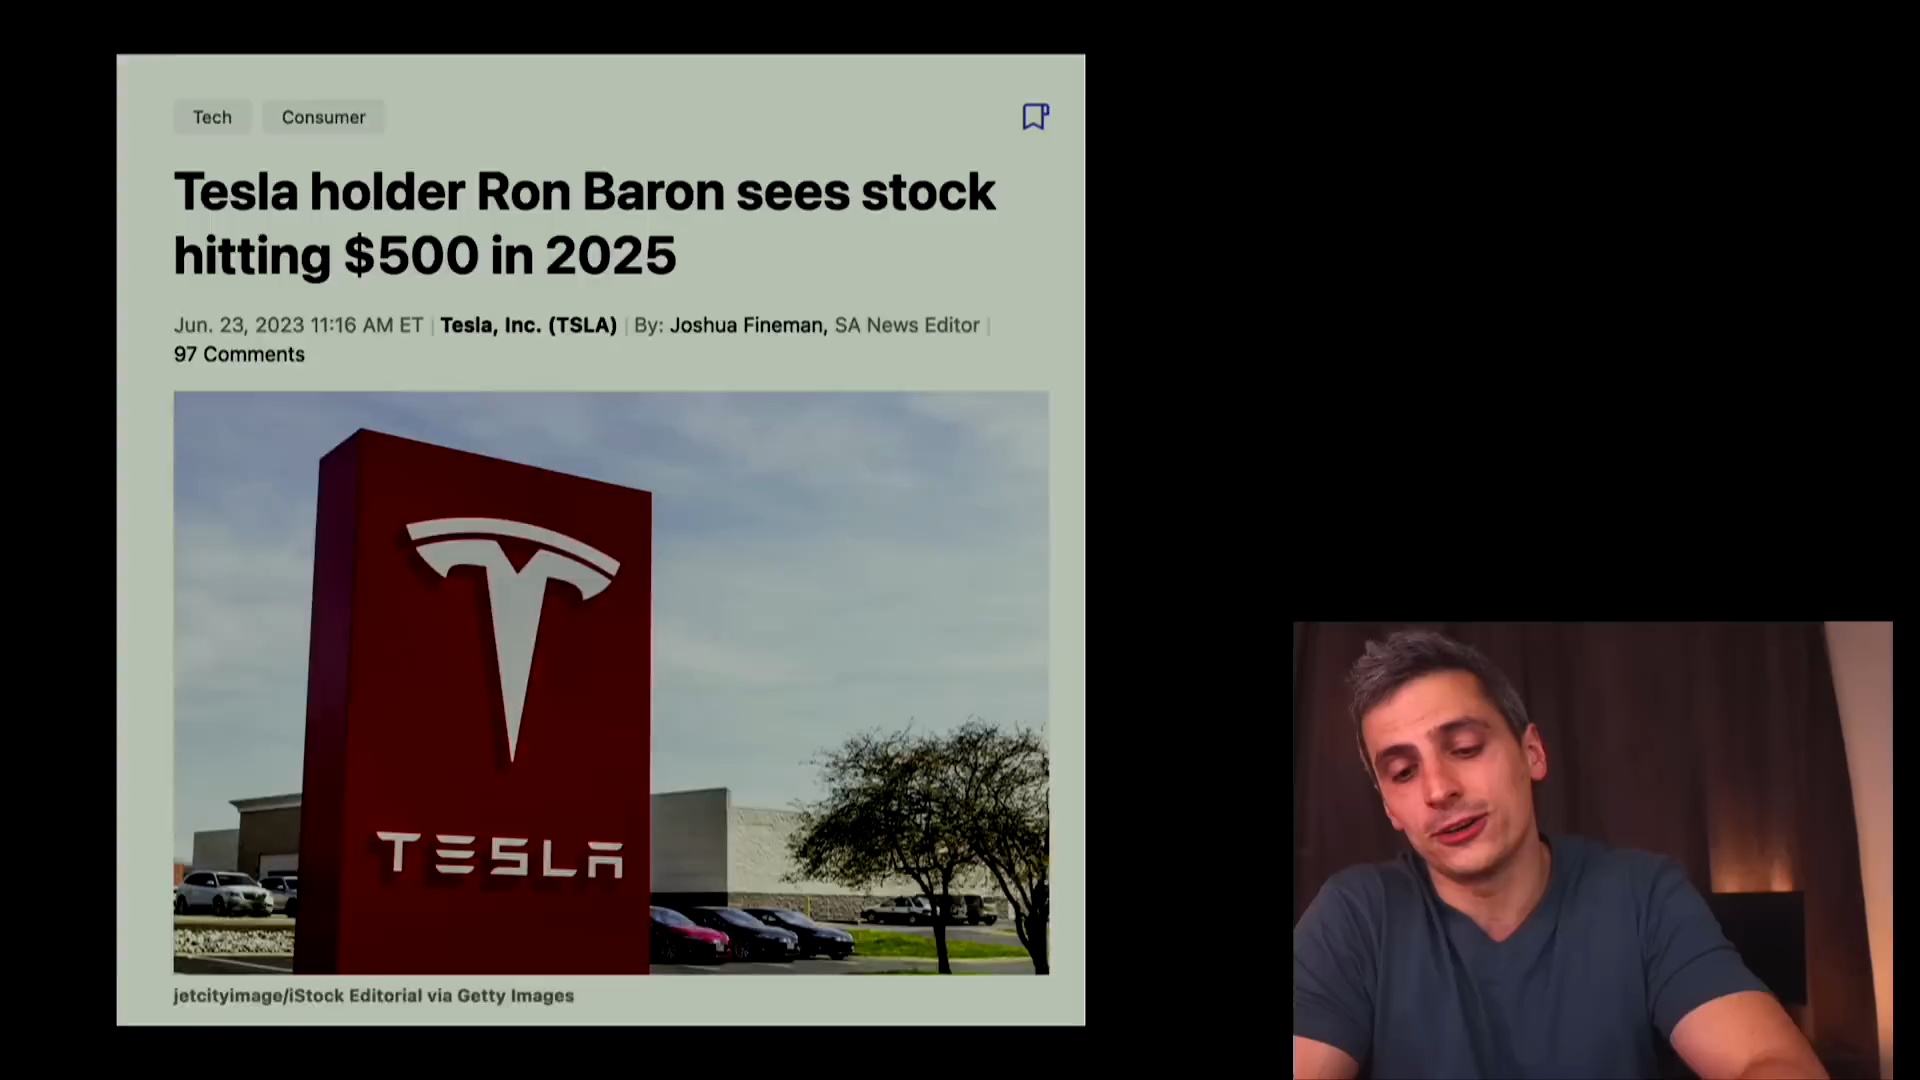 Tech Consumer
Tesla holder Ron Baron sees stock
hitting $500 in 2025
Jun. 23, 2023 11:16 AM ET | Tesla, Inc. (TSLA) | By: Joshua Fineman, SA News Editor |
97 Comments
TESLA
jetcityimage/iStock Editorial via Getty Images